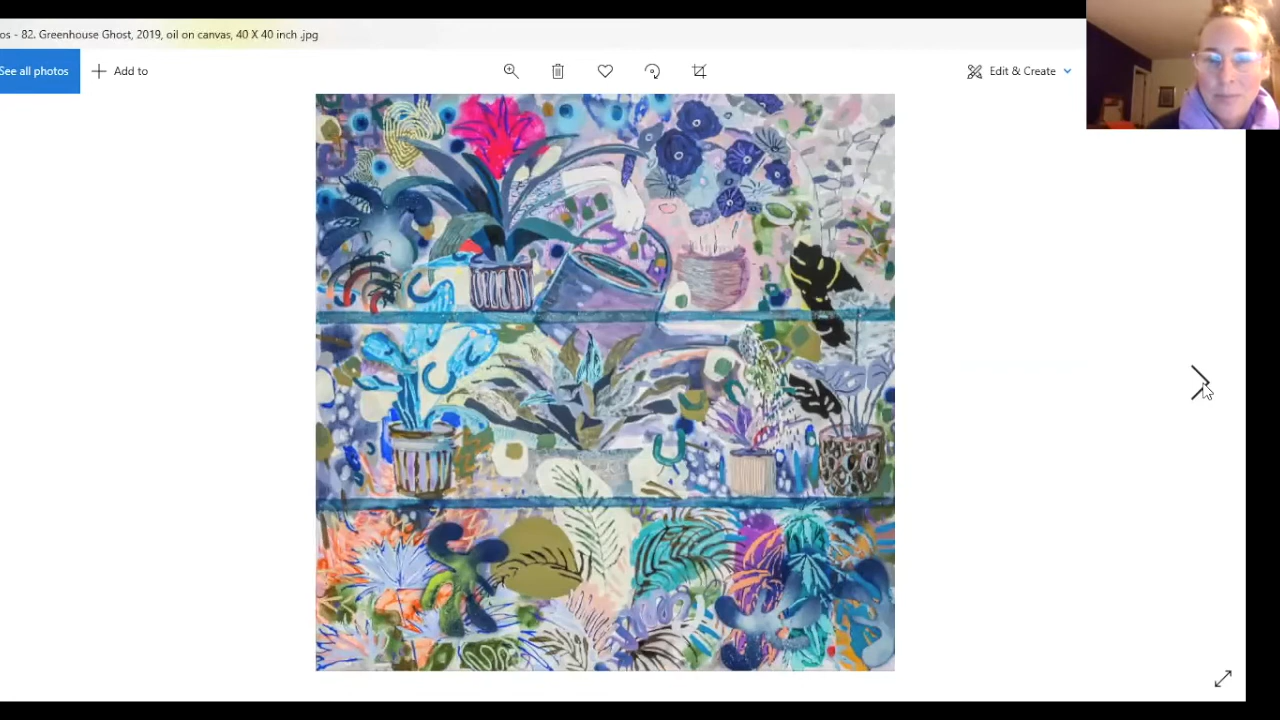 os - 82. Greenhouse Ghost, 2019, oil on canvas, 40 X 40 inch .jpg
See all photos
Add to
Edit & Create